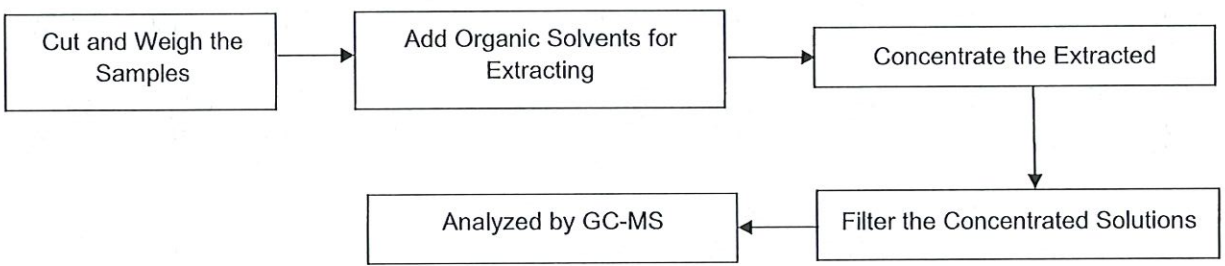 Cut and Weigh the
Samples
Add Organic Solvents for
Extracting
Concentrate the Extracted
Filter the Concentrated Solutions
Analyzed by GC-MS